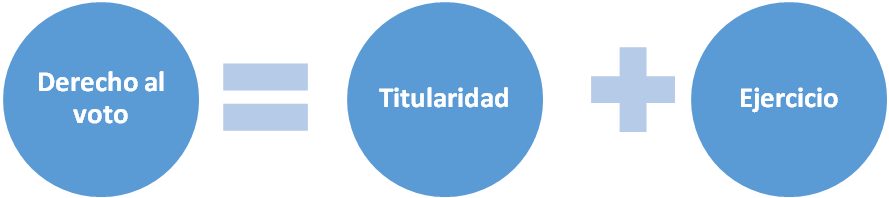 Derecho al
voto
Titularidad
Ejercicio